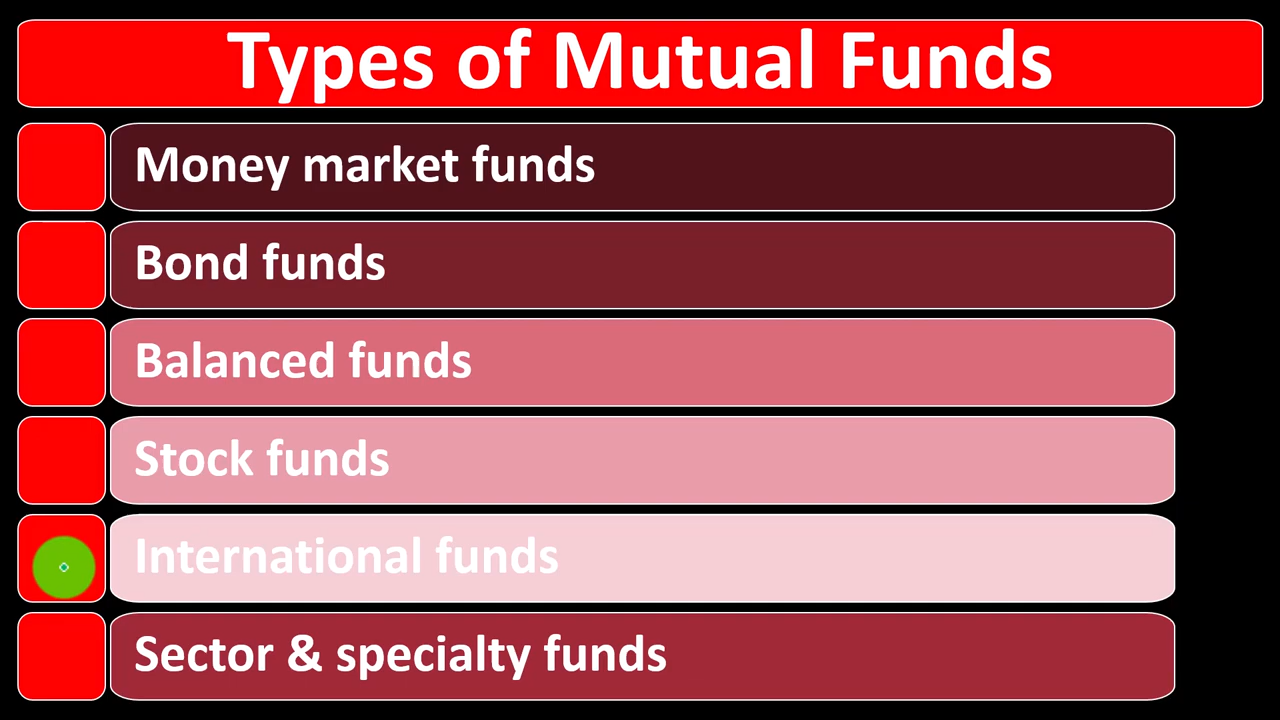 Types of Mutual Funds
Money market funds
Bond funds
Balanced funds
Stock funds
International funds
Sector & specialty funds